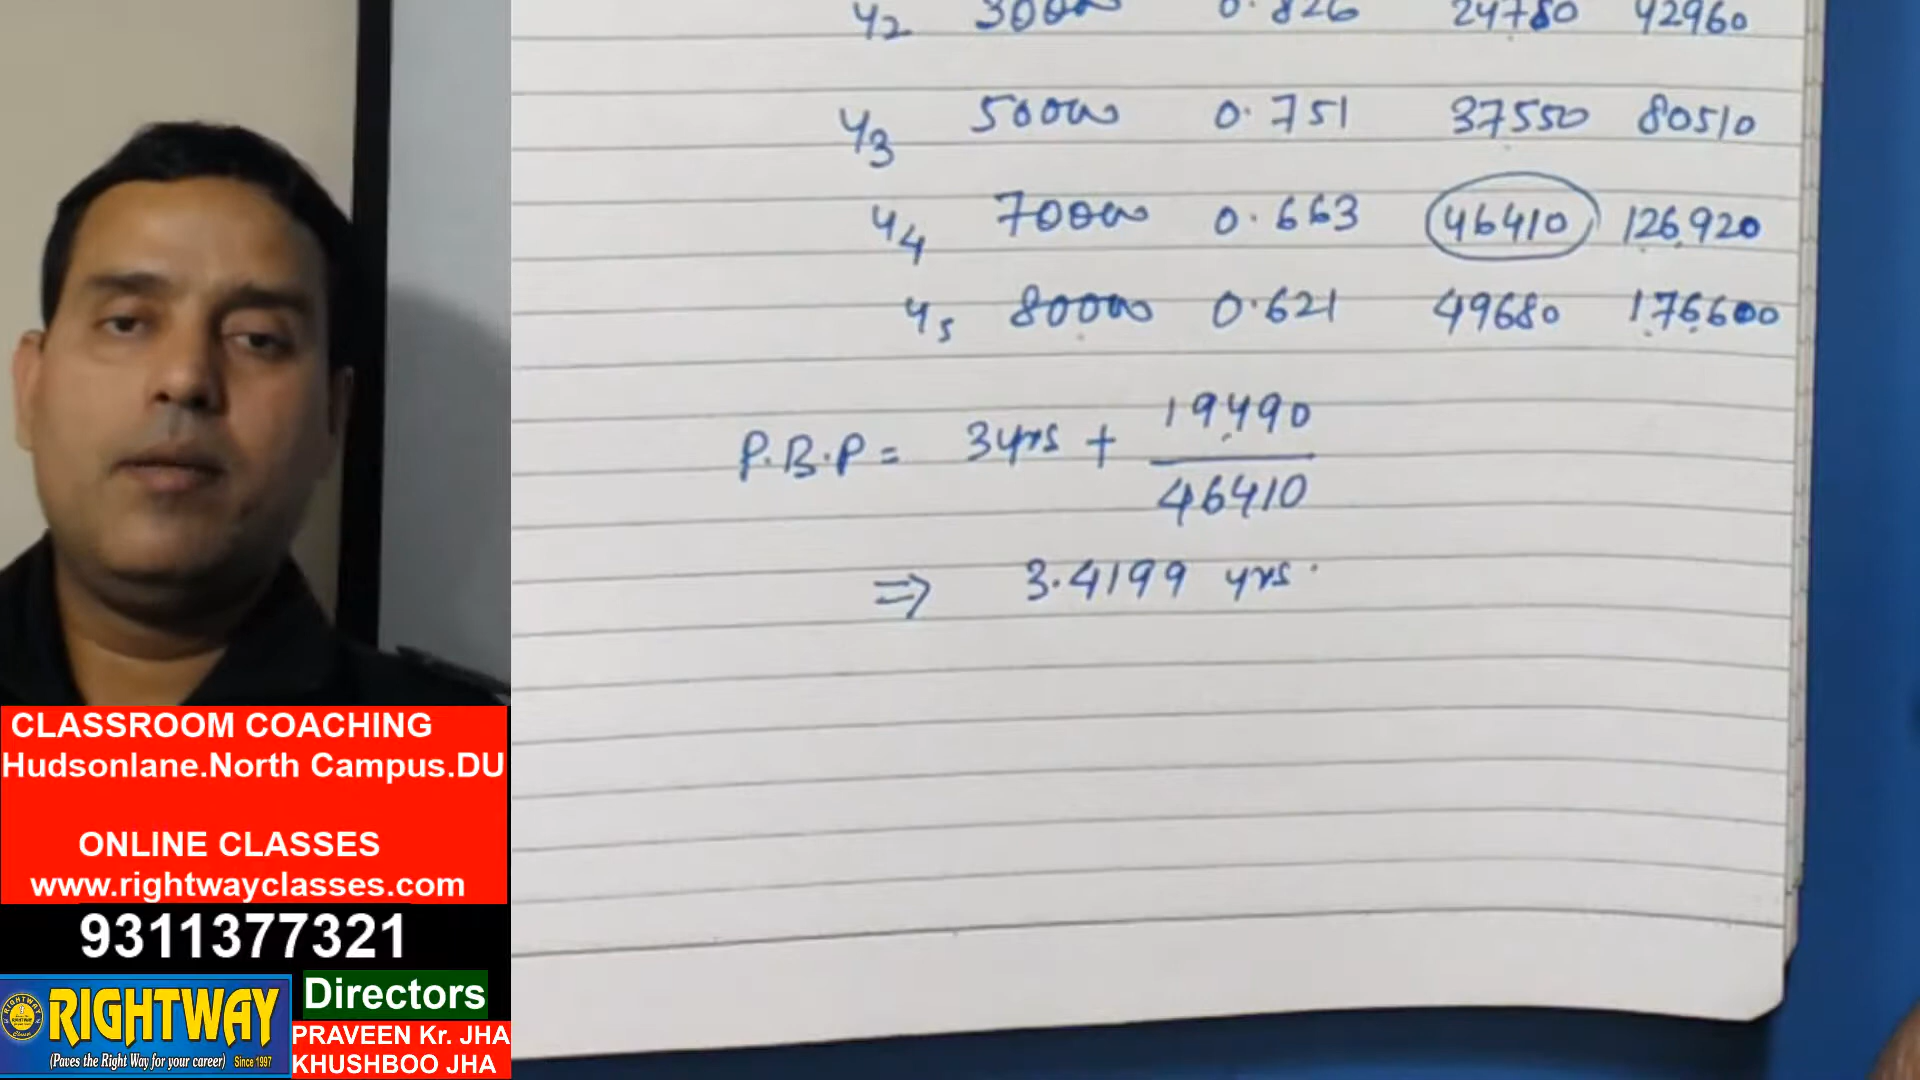 y2 30000 0.826 24780 42960
y3 50000 0.751 37550 80510
y4 70000 0.663 46410 126,920
y5 80000 0.621 49680 176600
P.B.P = 3yrs + 19490
46410
⇒ 3.4199 yrs.
CLASSROOM COACHING
Hudsonlane.North Campus.DU
ONLINE CLASSES
www.rightwayclasses.com
9311377321
RIGHTWAY
(Paves the Right Way for your career) Since 1997
Directors
PRAVEEN Kr. JHA
KHUSHBOO JHA